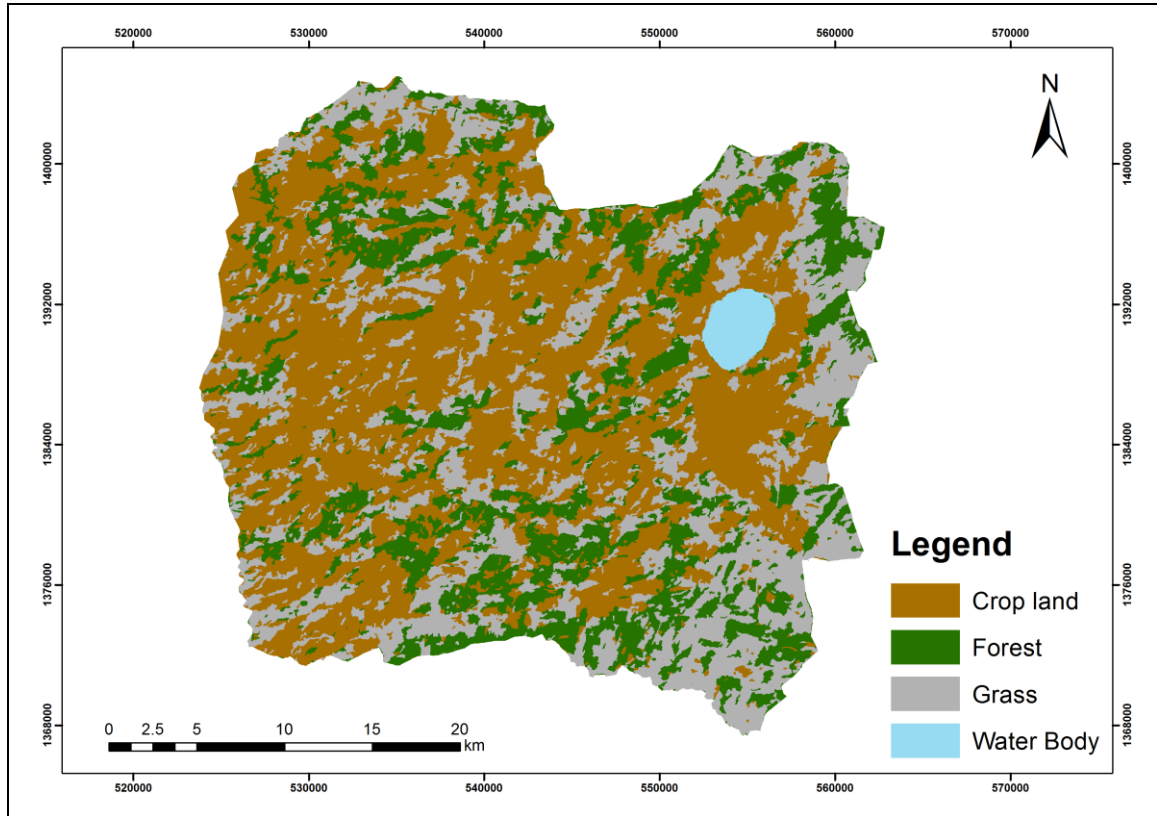 520000 530000 540000 550000 560000 570000
N
1400000 1400000
1392000 1392000
1384000 1384000
Legend
1376000 1376000
Crop land
Forest
Grass
Water Body
1368000 1368000
0 2.5 5 10 15 20
km
520000 530000 540000 550000 560000 570000